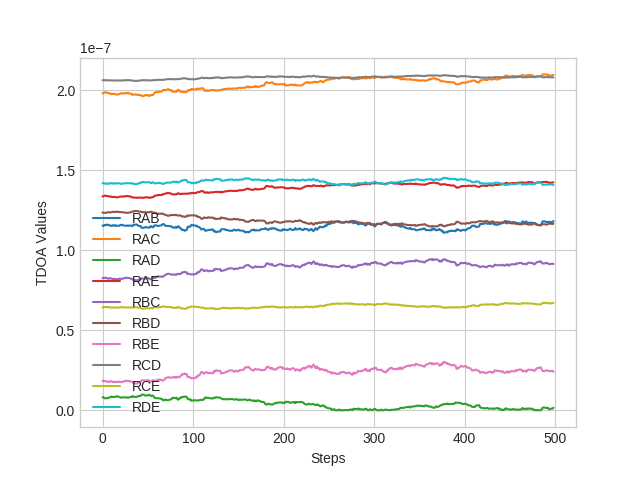 1e−7
2.0
1.5
1.0
0.5
0.0
TDOA Values
RAB
RAC
RAD
RAE
RBC
RBD
RBE
RCD
RCE
RDE
0 100 200 300 400 500
Steps